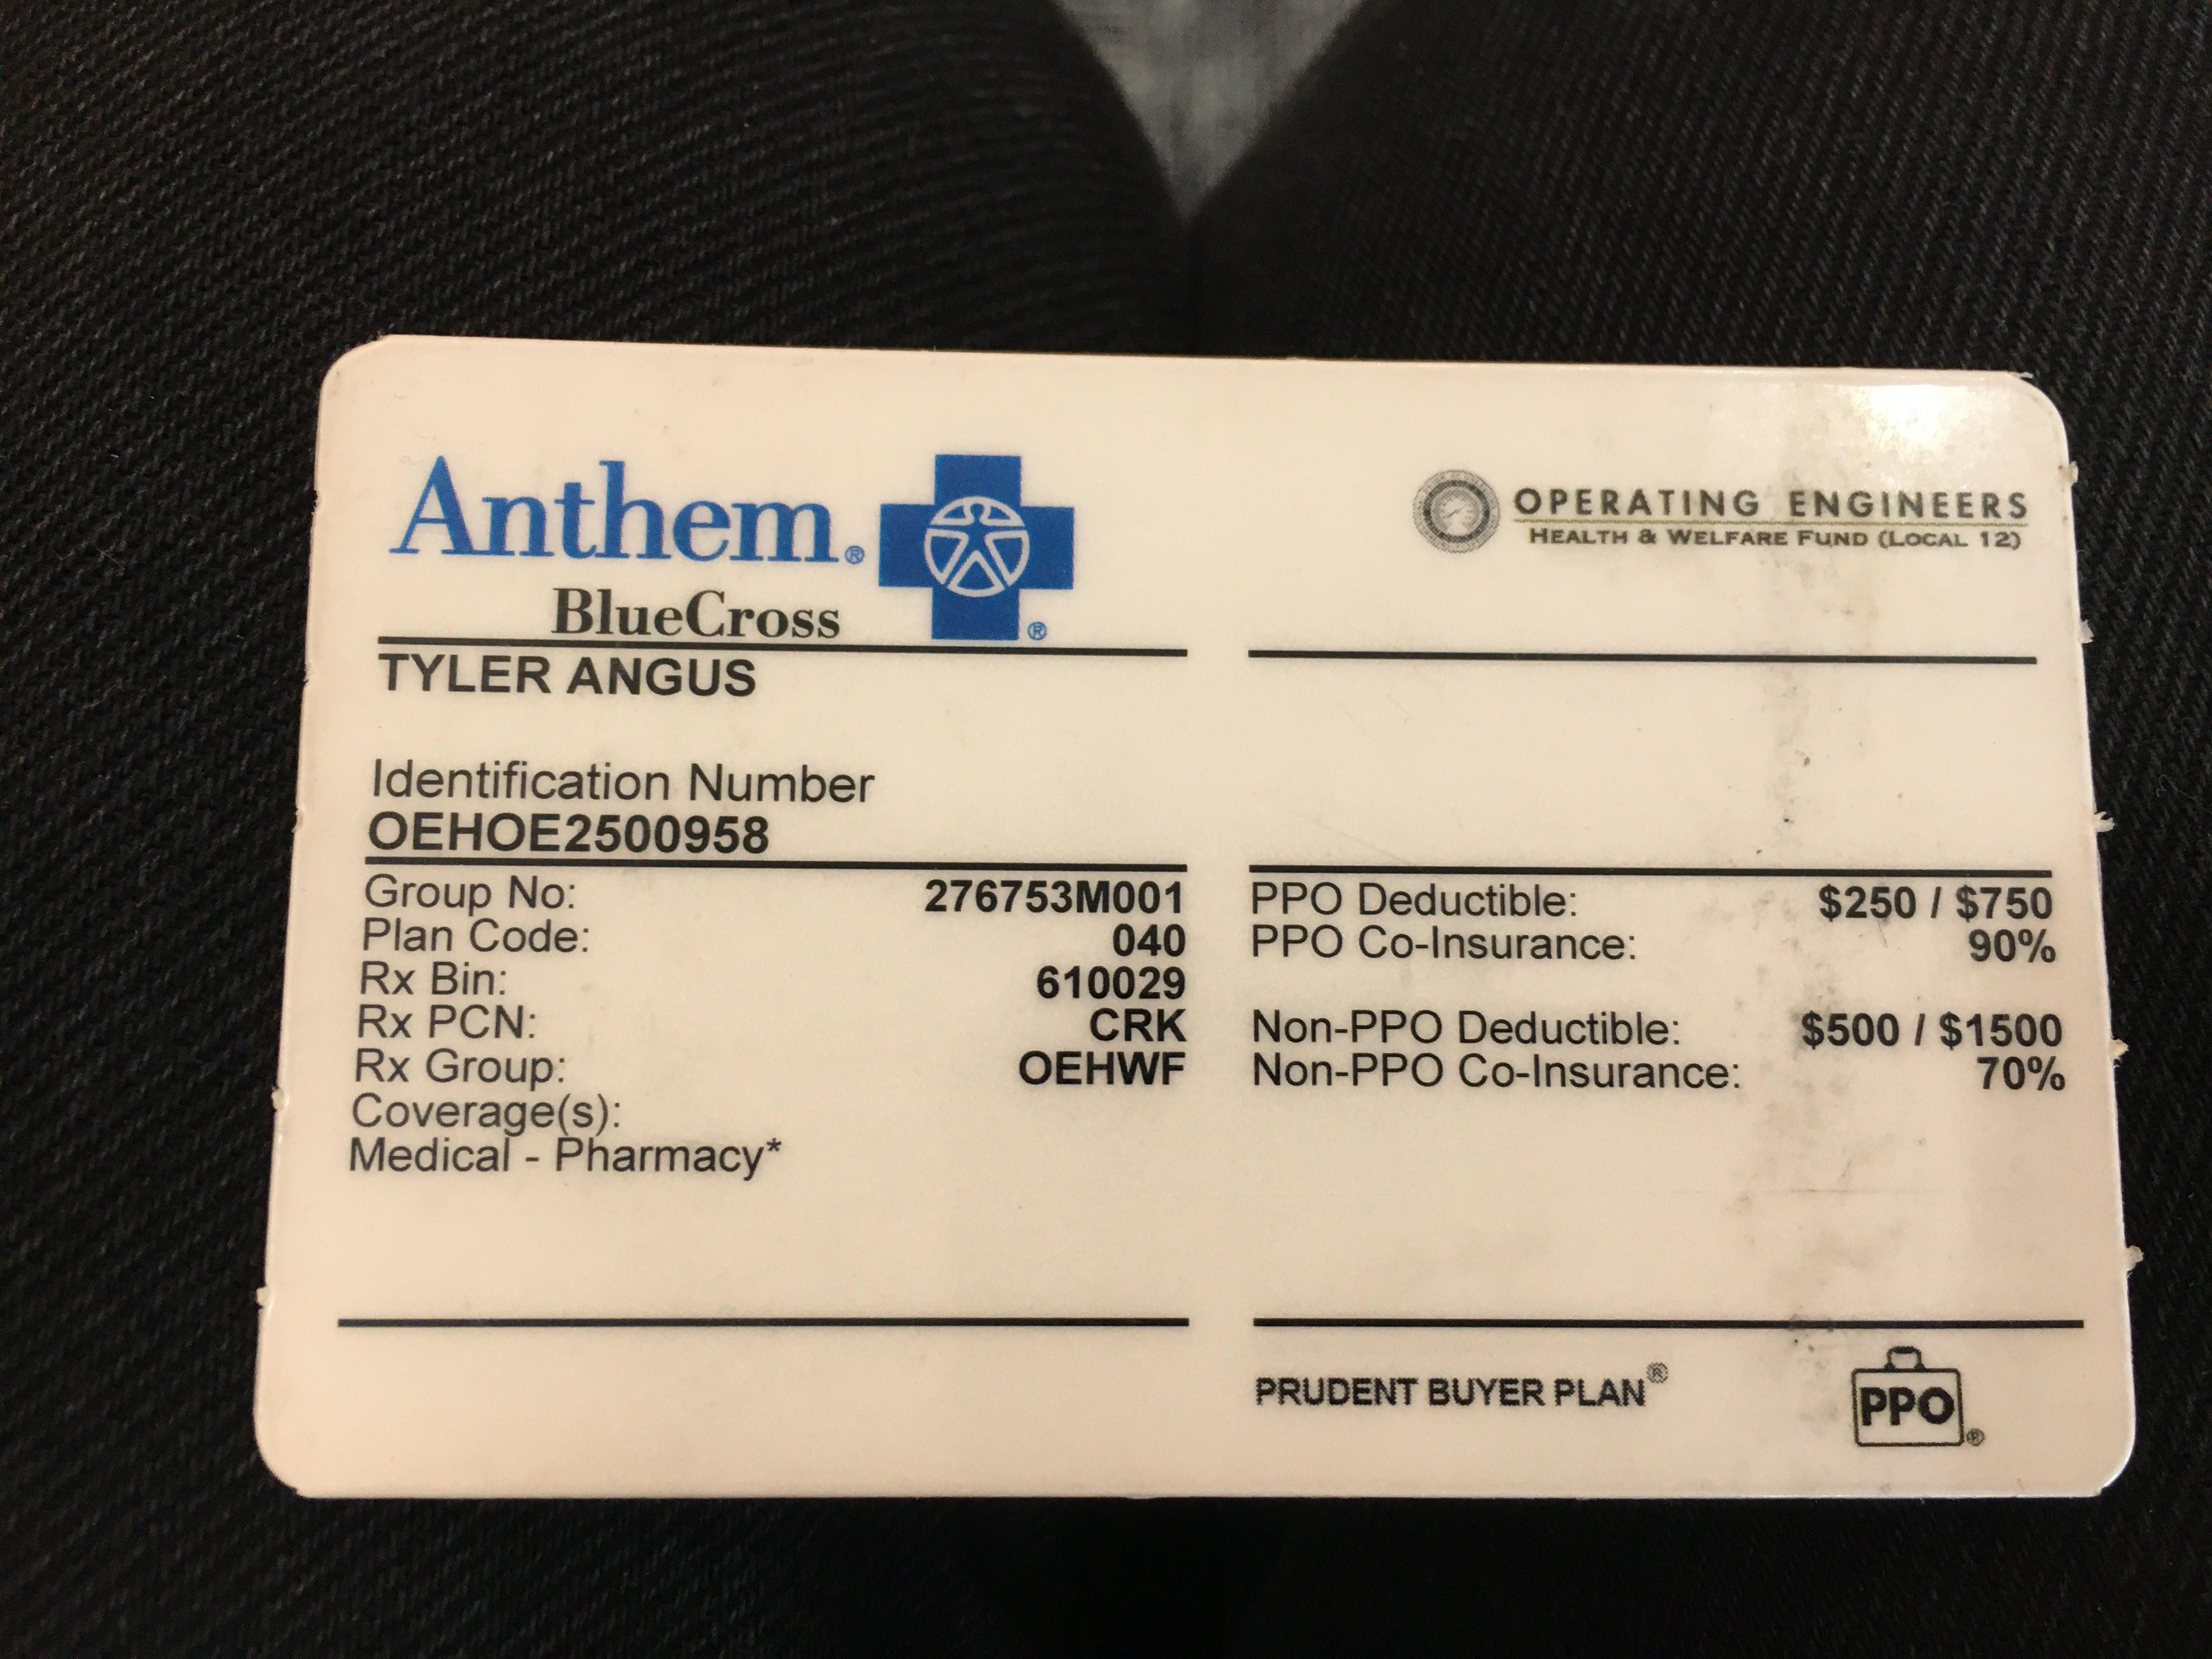 Anthem®
BlueCross ®
OPERATING ENGINEERS
HEALTH & WELFARE FUND (LOCAL 12)
TYLER ANGUS
Identification Number
OEHOE2500958
Group No: 276753M001
Plan Code: 040
Rx Bin: 610029
Rx PCN: CRK
Rx Group: OEHWF
Coverage(s):
Medical - Pharmacy*
PPO Deductible: $250 / $750
PPO Co-Insurance: 90%
Non-PPO Deductible: $500 / $1500
Non-PPO Co-Insurance: 70%
PRUDENT BUYER PLAN®
PPO®